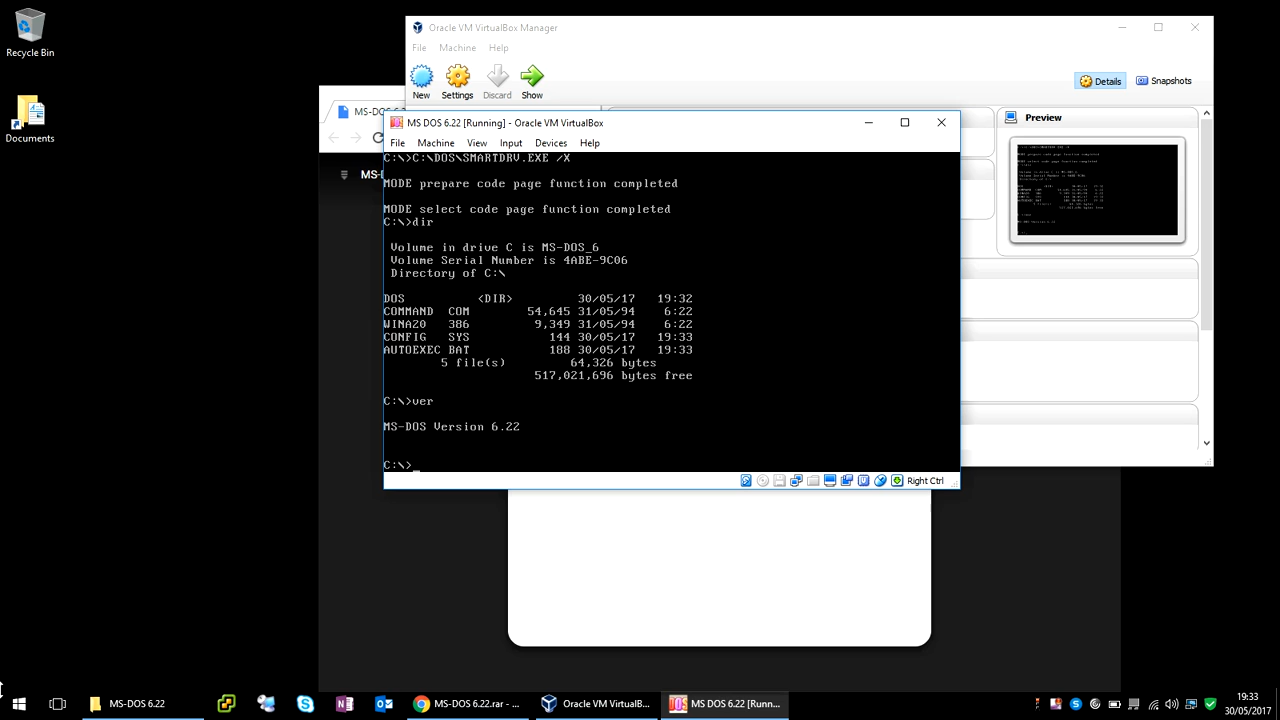 Recycle Bin
Documents
Oracle VM VirtualBox Manager
File Machine Help
New Settings Discard Show
Details Snapshots
MS-DOS 6.2
MS-D
Preview
MS DOS 6.22 [Running] - Oracle VM VirtualBox
File Machine View Input Devices Help
C:\>C:\DOS\SMARTDRV.EXE /X
MODE prepare code page function completed
MODE select code page function completed
C:\>dir
Volume in drive C is MS-DOS_6
Volume Serial Number is 4ABE-9C06
Directory of C:\
DOS <DIR> 30/05/17 19:32
COMMAND COM 54,645 31/05/94 6:22
WINA20 386 9,349 31/05/94 6:22
CONFIG SYS 144 30/05/17 19:33
AUTOEXEC BAT 188 30/05/17 19:33
5 file(s) 64,326 bytes
517,021,696 bytes free
C:\>ver
MS-DOS Version 6.22
C:\>_
Right Ctrl
MS-DOS 6.22
MS-DOS 6.22.rar - ...
Oracle VM VirtualB...
MS DOS 6.22 [Runn...
19:33
30/05/2017